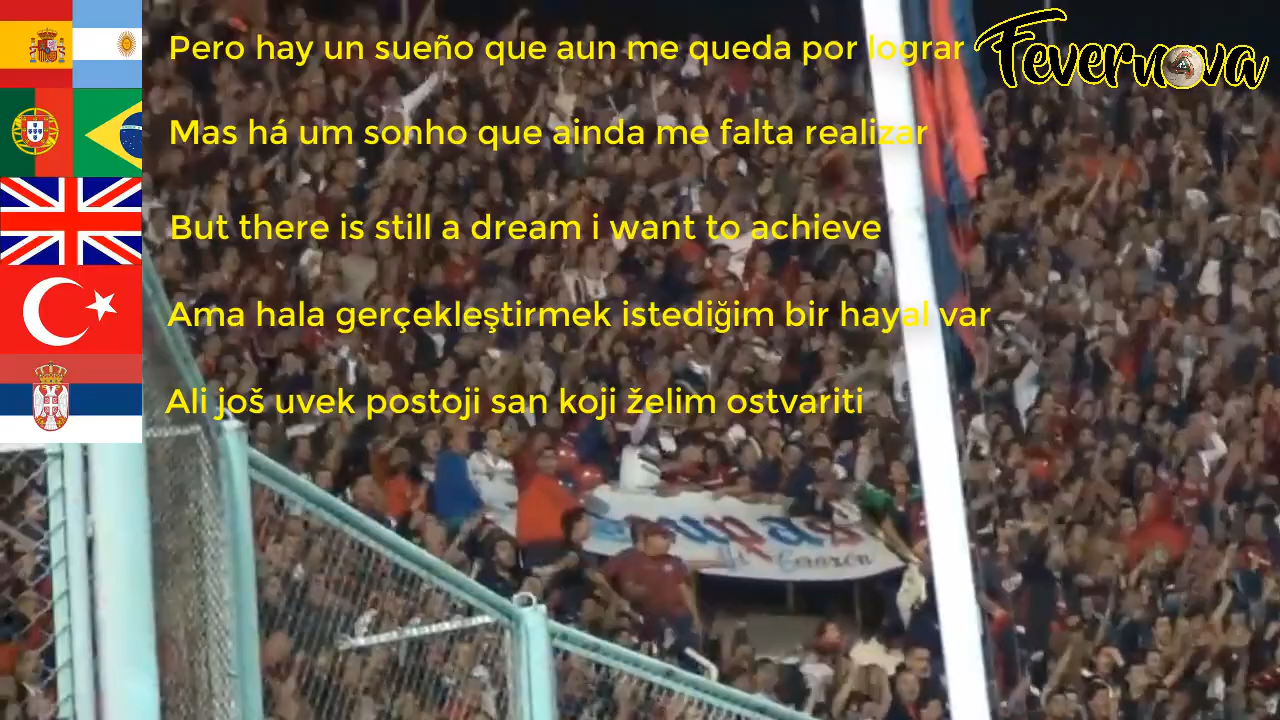 Pero hay un sueño que aun me queda por lograr
Fevernova
Mas há um sonho que ainda me falta realizar
But there is still a dream i want to achieve
Ama hala gerçekleştirmek istediğim bir hayal var
Ali još uvek postoji san koji želim ostvariti